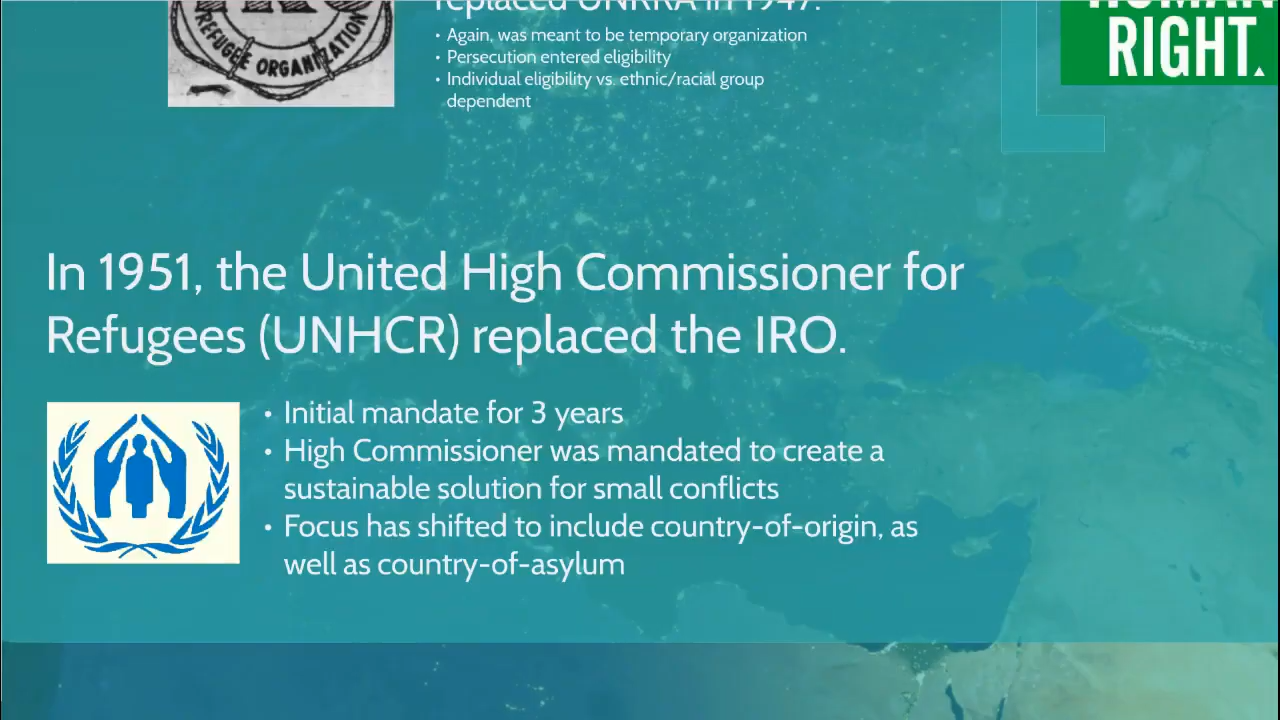 REFUGEE ORGANIZATION
replaced UNRRA in 1947.
• Again, was meant to be temporary organization
• Persecution entered eligibility
• Individual eligibility vs. ethnic/racial group
dependent
HUMAN
RIGHT.
In 1951, the United High Commissioner for
Refugees (UNHCR) replaced the IRO.
• Initial mandate for 3 years
• High Commissioner was mandated to create a
sustainable solution for small conflicts
• Focus has shifted to include country-of-origin, as
well as country-of-asylum